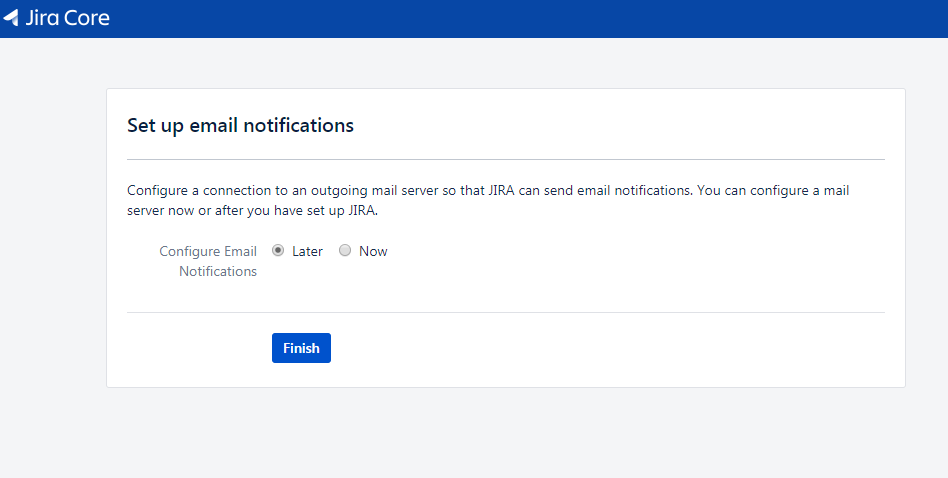 Jira Core
Set up email notifications
Configure a connection to an outgoing mail server so that JIRA can send email notifications. You can configure a mail
server now or after you have set up JIRA.
Configure Email Later Now
Notifications
Finish